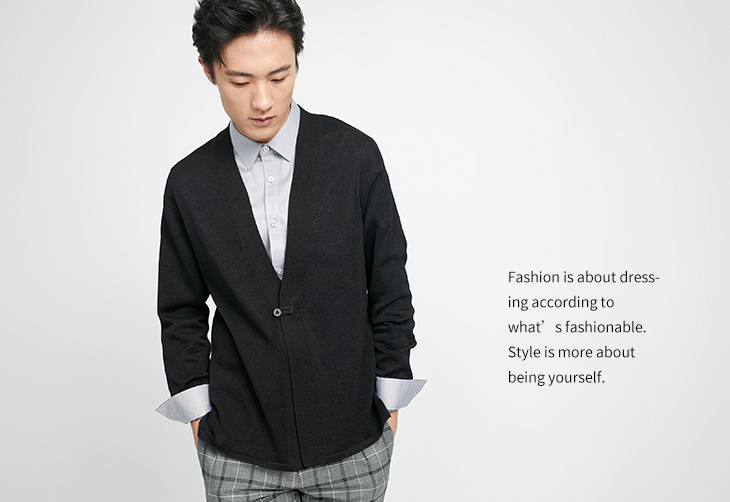 Fashion is about dress-
ing according to
what’s fashionable.
Style is more about
being yourself.